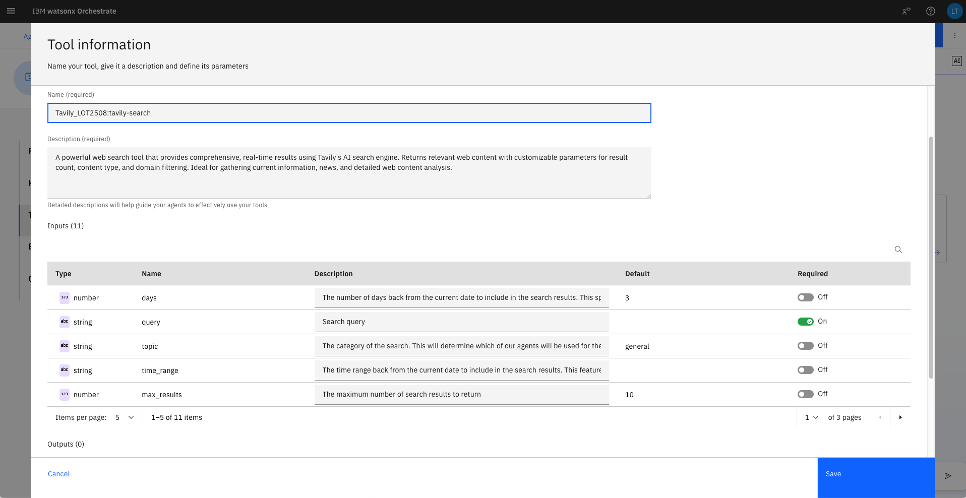 IBM watsonx Orchestrate
LT
Tool information
Name your tool, give it a description and define its parameters
AI
Name (required)
Tavily_LOT2508:tavily-search
Description (required)
A powerful web search tool that provides comprehensive, real-time results using Tavily's AI search engine. Returns relevant web content with customizable parameters for result
count, content type, and domain filtering. Ideal for gathering current information, news, and detailed web content analysis.
Detailed descriptions will help guide your agents to effectively use your tools
Inputs (11)
Type Name Description Default Required
123 number days The number of days back from the current date to include in the search results. This sp 3 Off
abc string query Search query On
abc string topic The category of the search. This will determine which of our agents will be used for the general Off
abc string time_range The time range back from the current date to include in the search results. This feature Off
123 number max_results The maximum number of search results to return 10 Off
Items per page: 5 1–5 of 11 items 1 of 3 pages
Outputs (0)
Cancel Save